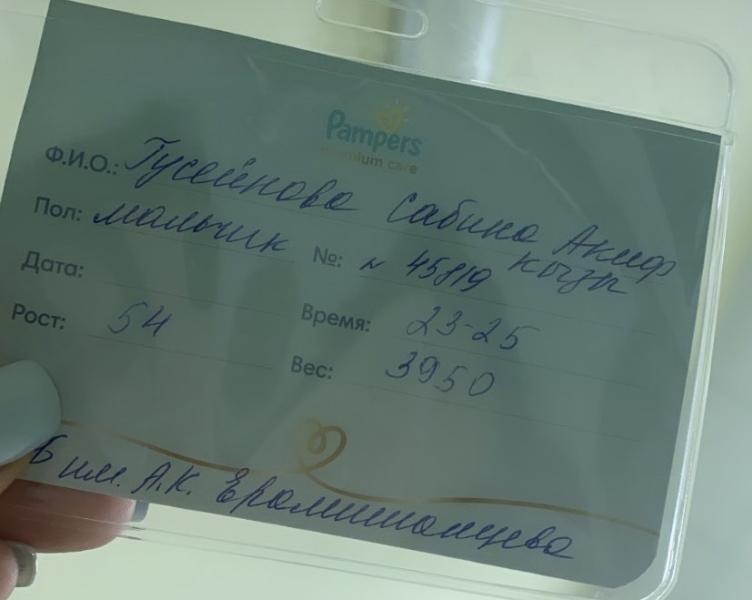 Pampers
Premium care
Ф.И.О.: Гусейнова Сабина Акиф
кызы
Пол: мальчик №: н 45819
Дата:
Время: 23-25
Рост: 54
Вес: 3950
Б им. А.К. Ерамишанцева